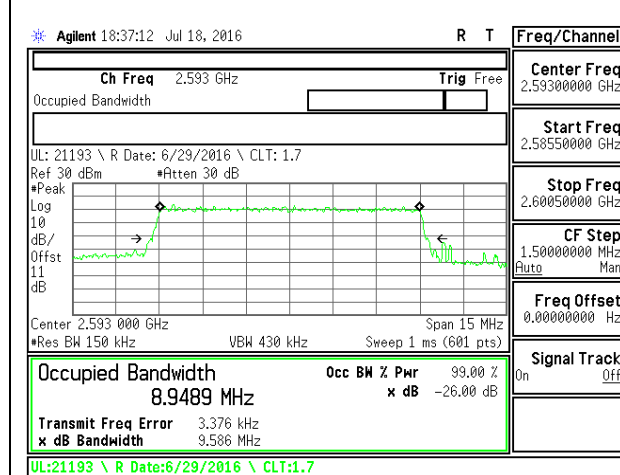 Agilent 18:37:12 Jul 18, 2016 R T
Ch Freq 2.593 GHz Trig Free
Occupied Bandwidth
UL: 21193 \ R Date: 6/29/2016 \ CLT: 1.7
Ref 30 dBm #Atten 30 dB
#Peak
Log
10
dB/
Offst
11
dB
Center 2.593 000 GHz Span 15 MHz
#Res BW 150 kHz VBW 430 kHz Sweep 1 ms (601 pts)
Occupied Bandwidth Occ BW % Pwr 99.00 %
8.9489 MHz x dB -26.00 dB
Transmit Freq Error 3.376 kHz
x dB Bandwidth 9.586 MHz
UL:21193 \ R Date:6/29/2016 \ CLT:1.7
Freq/Channel
Center Freq
2.59300000 GHz
Start Freq
2.58550000 GHz
Stop Freq
2.60050000 GHz
CF Step
1.50000000 MHz
Auto Man
Freq Offset
0.00000000 Hz
Signal Track
On Off